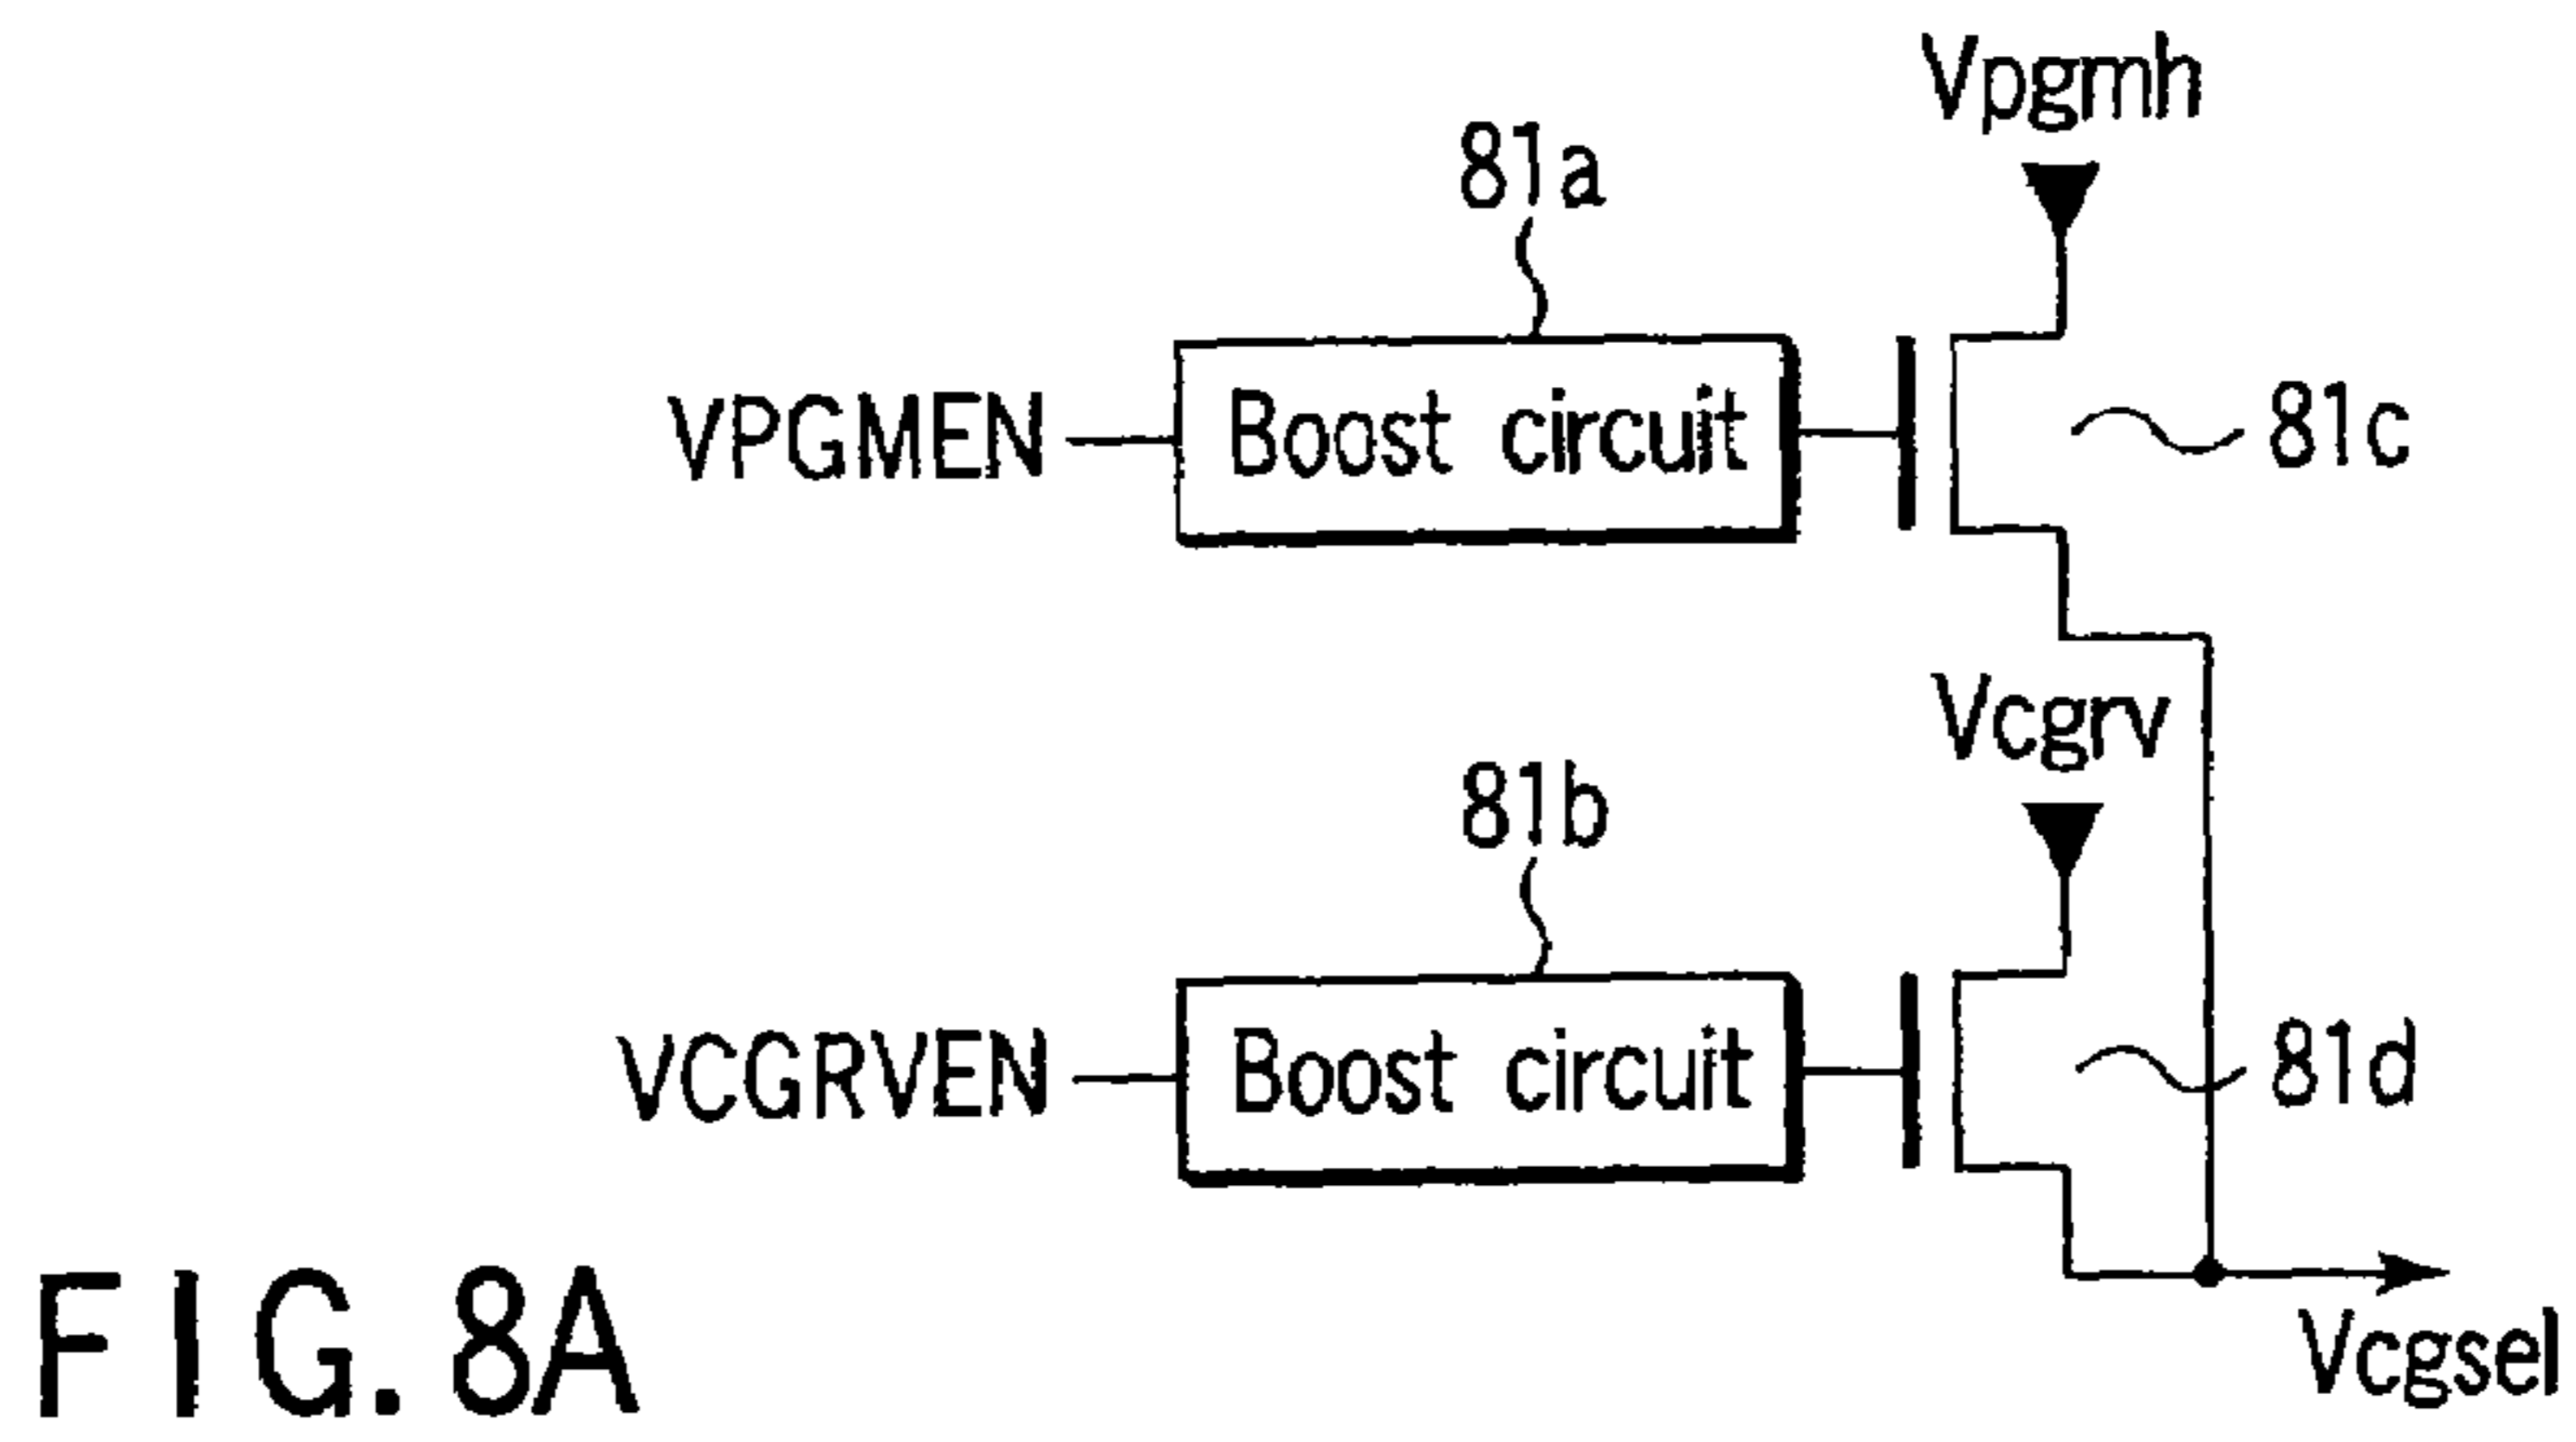 Vpgmh
81a
VPGMEN
Boost circuit
81c
Vcgrv
81b
VCGRVEN
Boost circuit
81d
Vcgsel
FIG. 8A